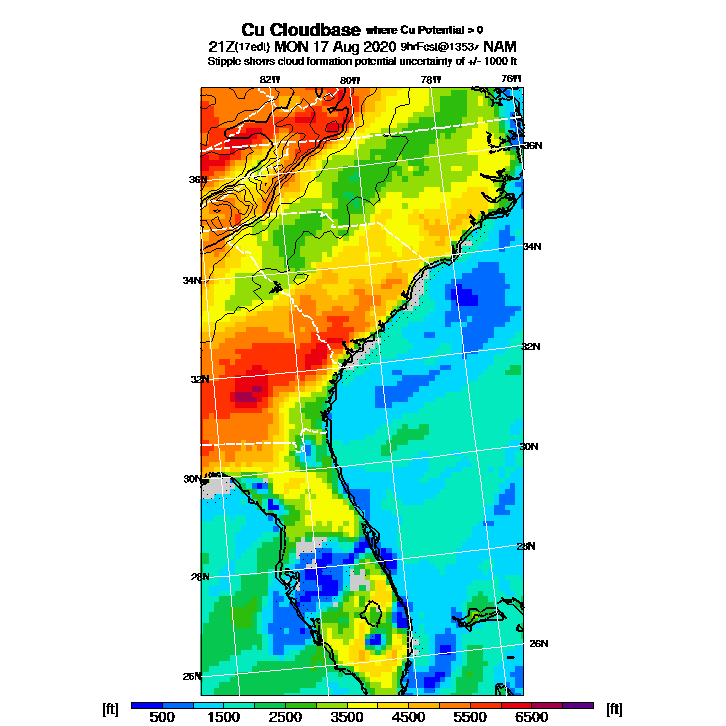 Cu Cloudbase where Cu Potential > 0
21Z(17edt) MON 17 Aug 2020 9hrFcst@1353z NAM
Stipple shows cloud formation potential uncertainty of +/- 1000 ft
82W 80W 78W 76W
36N
36N
34N
34N
32N
32N
30N
30N
28N
28N
26N
26N
[ft] 500 1500 2500 3500 4500 5500 6500 [ft]